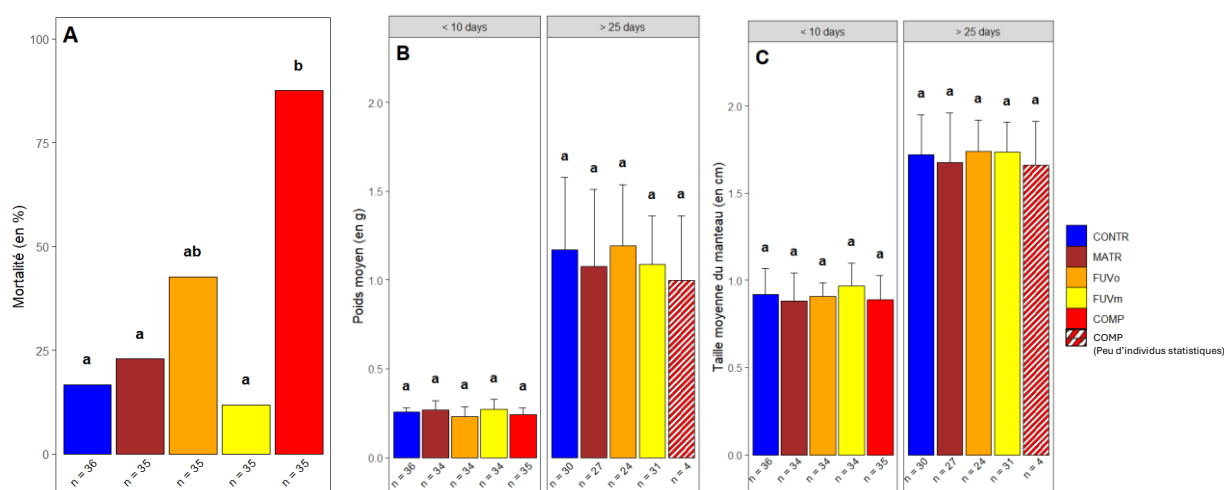 A
Mortalité (en %)
100
75
50
25
0
a
a
ab
a
b
n = 36
n = 35
n = 35
n = 35
n = 35
B
< 10 days
> 25 days
Poids moyen (en g)
2.0
1.5
1.0
0.5
0.0
a
a
a
a
a
a
a
a
a
a
n = 36
n = 34
n = 34
n = 34
n = 35
n = 30
n = 27
n = 24
n = 31
n = 4
C
< 10 days
> 25 days
Taille moyenne du manteau (en cm)
2.0
1.5
1.0
0.5
0.0
a
a
a
a
a
a
a
a
a
a
n = 36
n = 34
n = 34
n = 34
n = 35
n = 30
n = 27
n = 24
n = 31
n = 4
CONTR
MATR
FUVo
FUVm
COMP
COMP
(Peu d'individus statistiques)